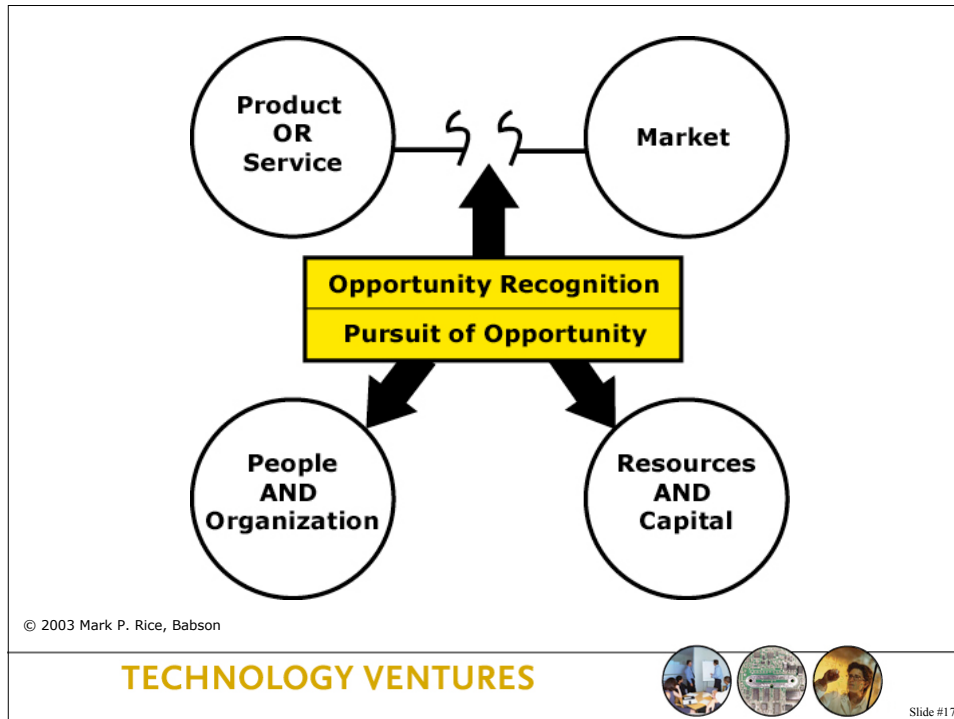 Product
OR
Service
Market
Opportunity Recognition
Pursuit of Opportunity
People
AND
Organization
Resources
AND
Capital
© 2003 Mark P. Rice, Babson
TECHNOLOGY VENTURES
Slide #17